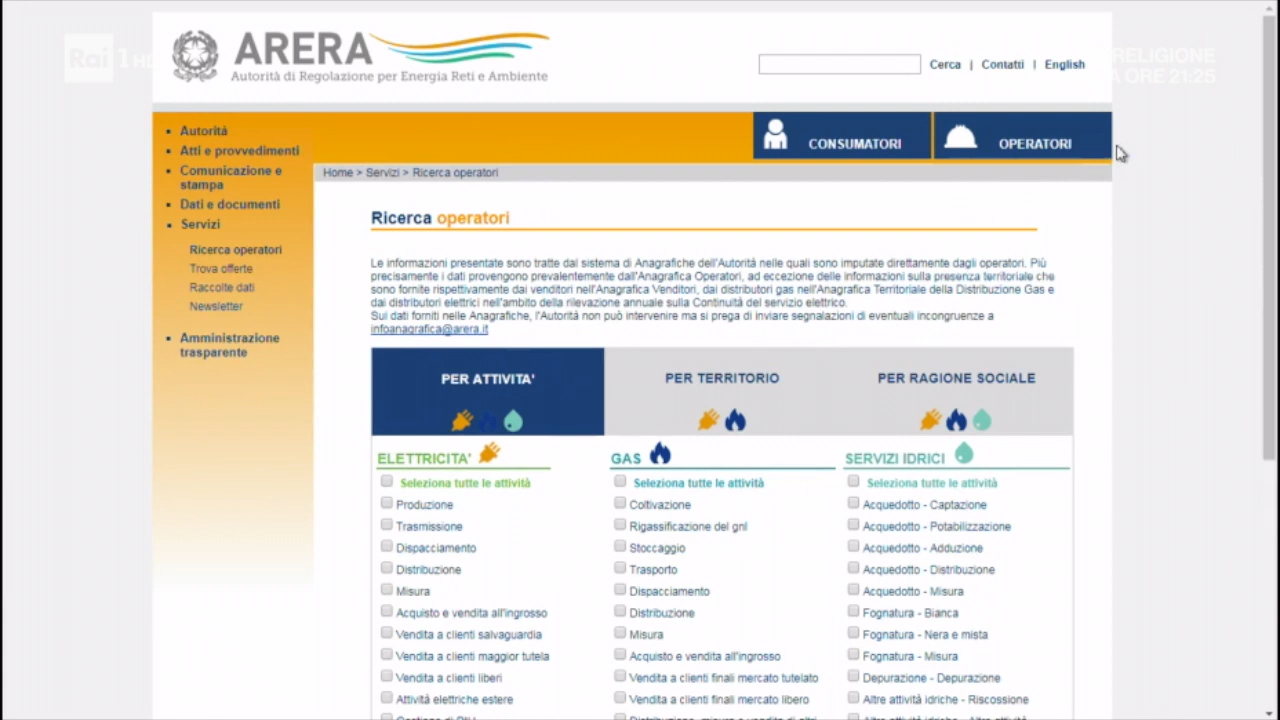 Rai 1 HD
RELIGIONE
A ORE 21:25
ARERA
Autorità di Regolazione per Energia Reti e Ambiente
Cerca | Contatti | English
CONSUMATORI
OPERATORI
Autorità
Atti e provvedimenti
Comunicazione e
stampa
Dati e documenti
Servizi
Ricerca operatori
Trova offerte
Raccolte dati
Newsletter
Amministrazione
trasparente
Home > Servizi > Ricerca operatori
Ricerca operatori
Le informazioni presentate sono tratte dal sistema di Anagrafiche dell'Autorità nelle quali sono imputate direttamente dagli operatori. Più
precisamente i dati provengono prevalentemente dall'Anagrafica Operatori, ad eccezione delle informazioni sulla presenza territoriale che
sono fornite rispettivamente dai venditori nell'Anagrafica Venditori, dai distributori gas nell'Anagrafica Territoriale della Distribuzione Gas e
dai distributori elettrici nell'ambito della rilevazione annuale sulla Continuità del servizio elettrico.
Sui dati forniti nelle Anagrafiche, l'Autorità non può intervenire ma si prega di inviare segnalazioni di eventuali incongruenze a
infoanagrafica@arera.it
PER ATTIVITA'
PER TERRITORIO
PER RAGIONE SOCIALE
ELETTRICITA'
Seleziona tutte le attività
Produzione
Trasmissione
Dispacciamento
Distribuzione
Misura
Acquisto e vendita all'ingrosso
Vendita a clienti salvaguardia
Vendita a clienti maggior tutela
Vendita a clienti liberi
Attività elettriche estere
GAS
Seleziona tutte le attività
Coltivazione
Rigassificazione del gnl
Stoccaggio
Trasporto
Dispacciamento
Distribuzione
Misura
Acquisto e vendita all'ingrosso
Vendita a clienti finali mercato tutelato
Vendita a clienti finali mercato libero
SERVIZI IDRICI
Seleziona tutte le attività
Acquedotto - Captazione
Acquedotto - Potabilizzazione
Acquedotto - Adduzione
Acquedotto - Distribuzione
Acquedotto - Misura
Fognatura - Bianca
Fognatura - Nera e mista
Fognatura - Misura
Depurazione - Depurazione
Altre attività idriche - Riscossione